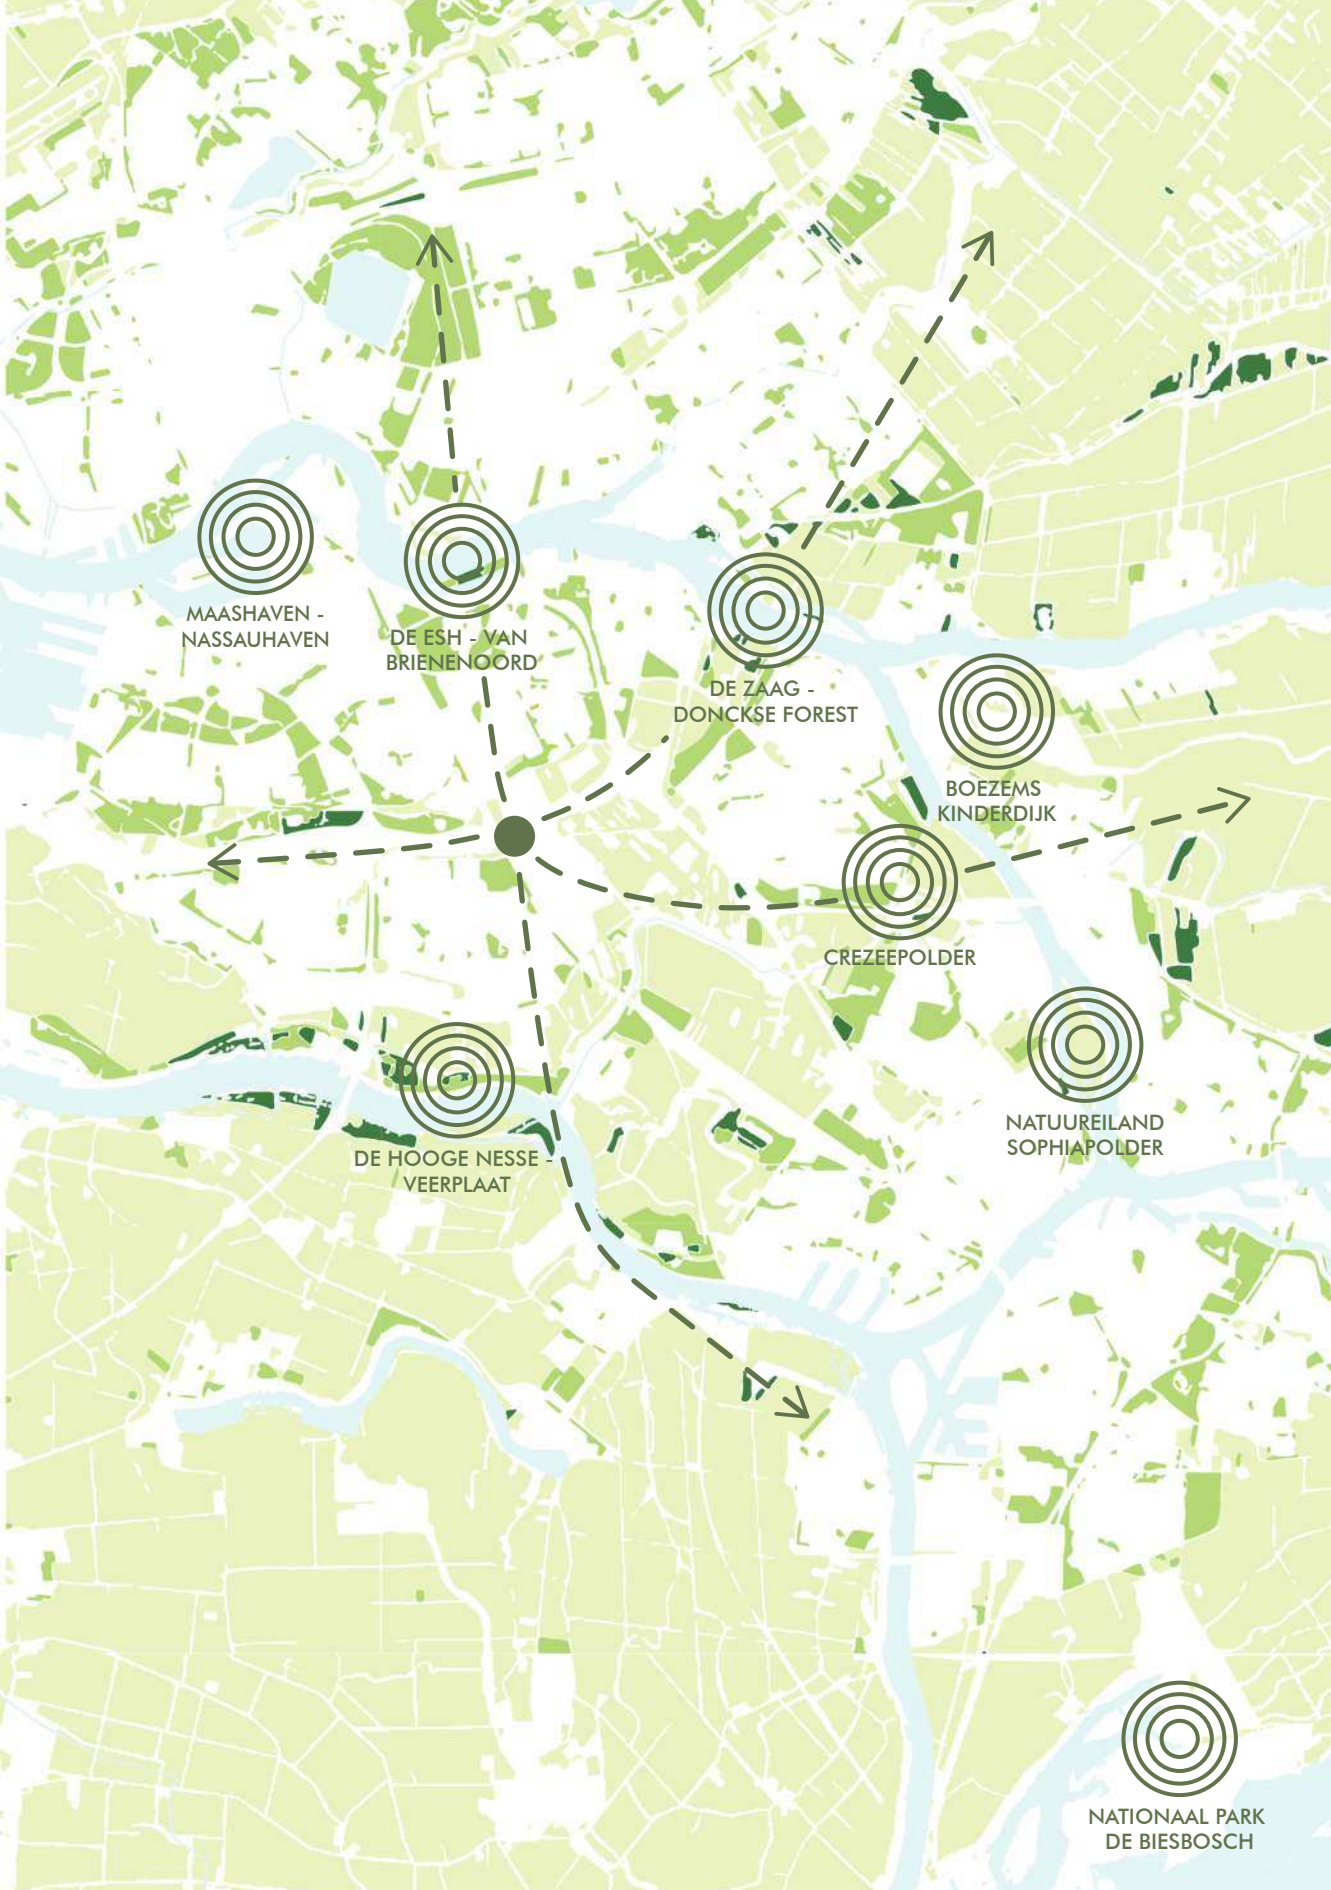 MAASHAVEN -
NASSAUHAVEN
DE ESH - VAN
BRIENENOORD
DE ZAAG -
DONCKSE FOREST
BOEZEMS
KINDERDIJK
CREZEEPOLDER
NATUUREILAND
SOPHIAPOLDER
DE HOOGE NESSE -
VEERPLAAT
NATIONAAL PARK
DE BIESBOSCH